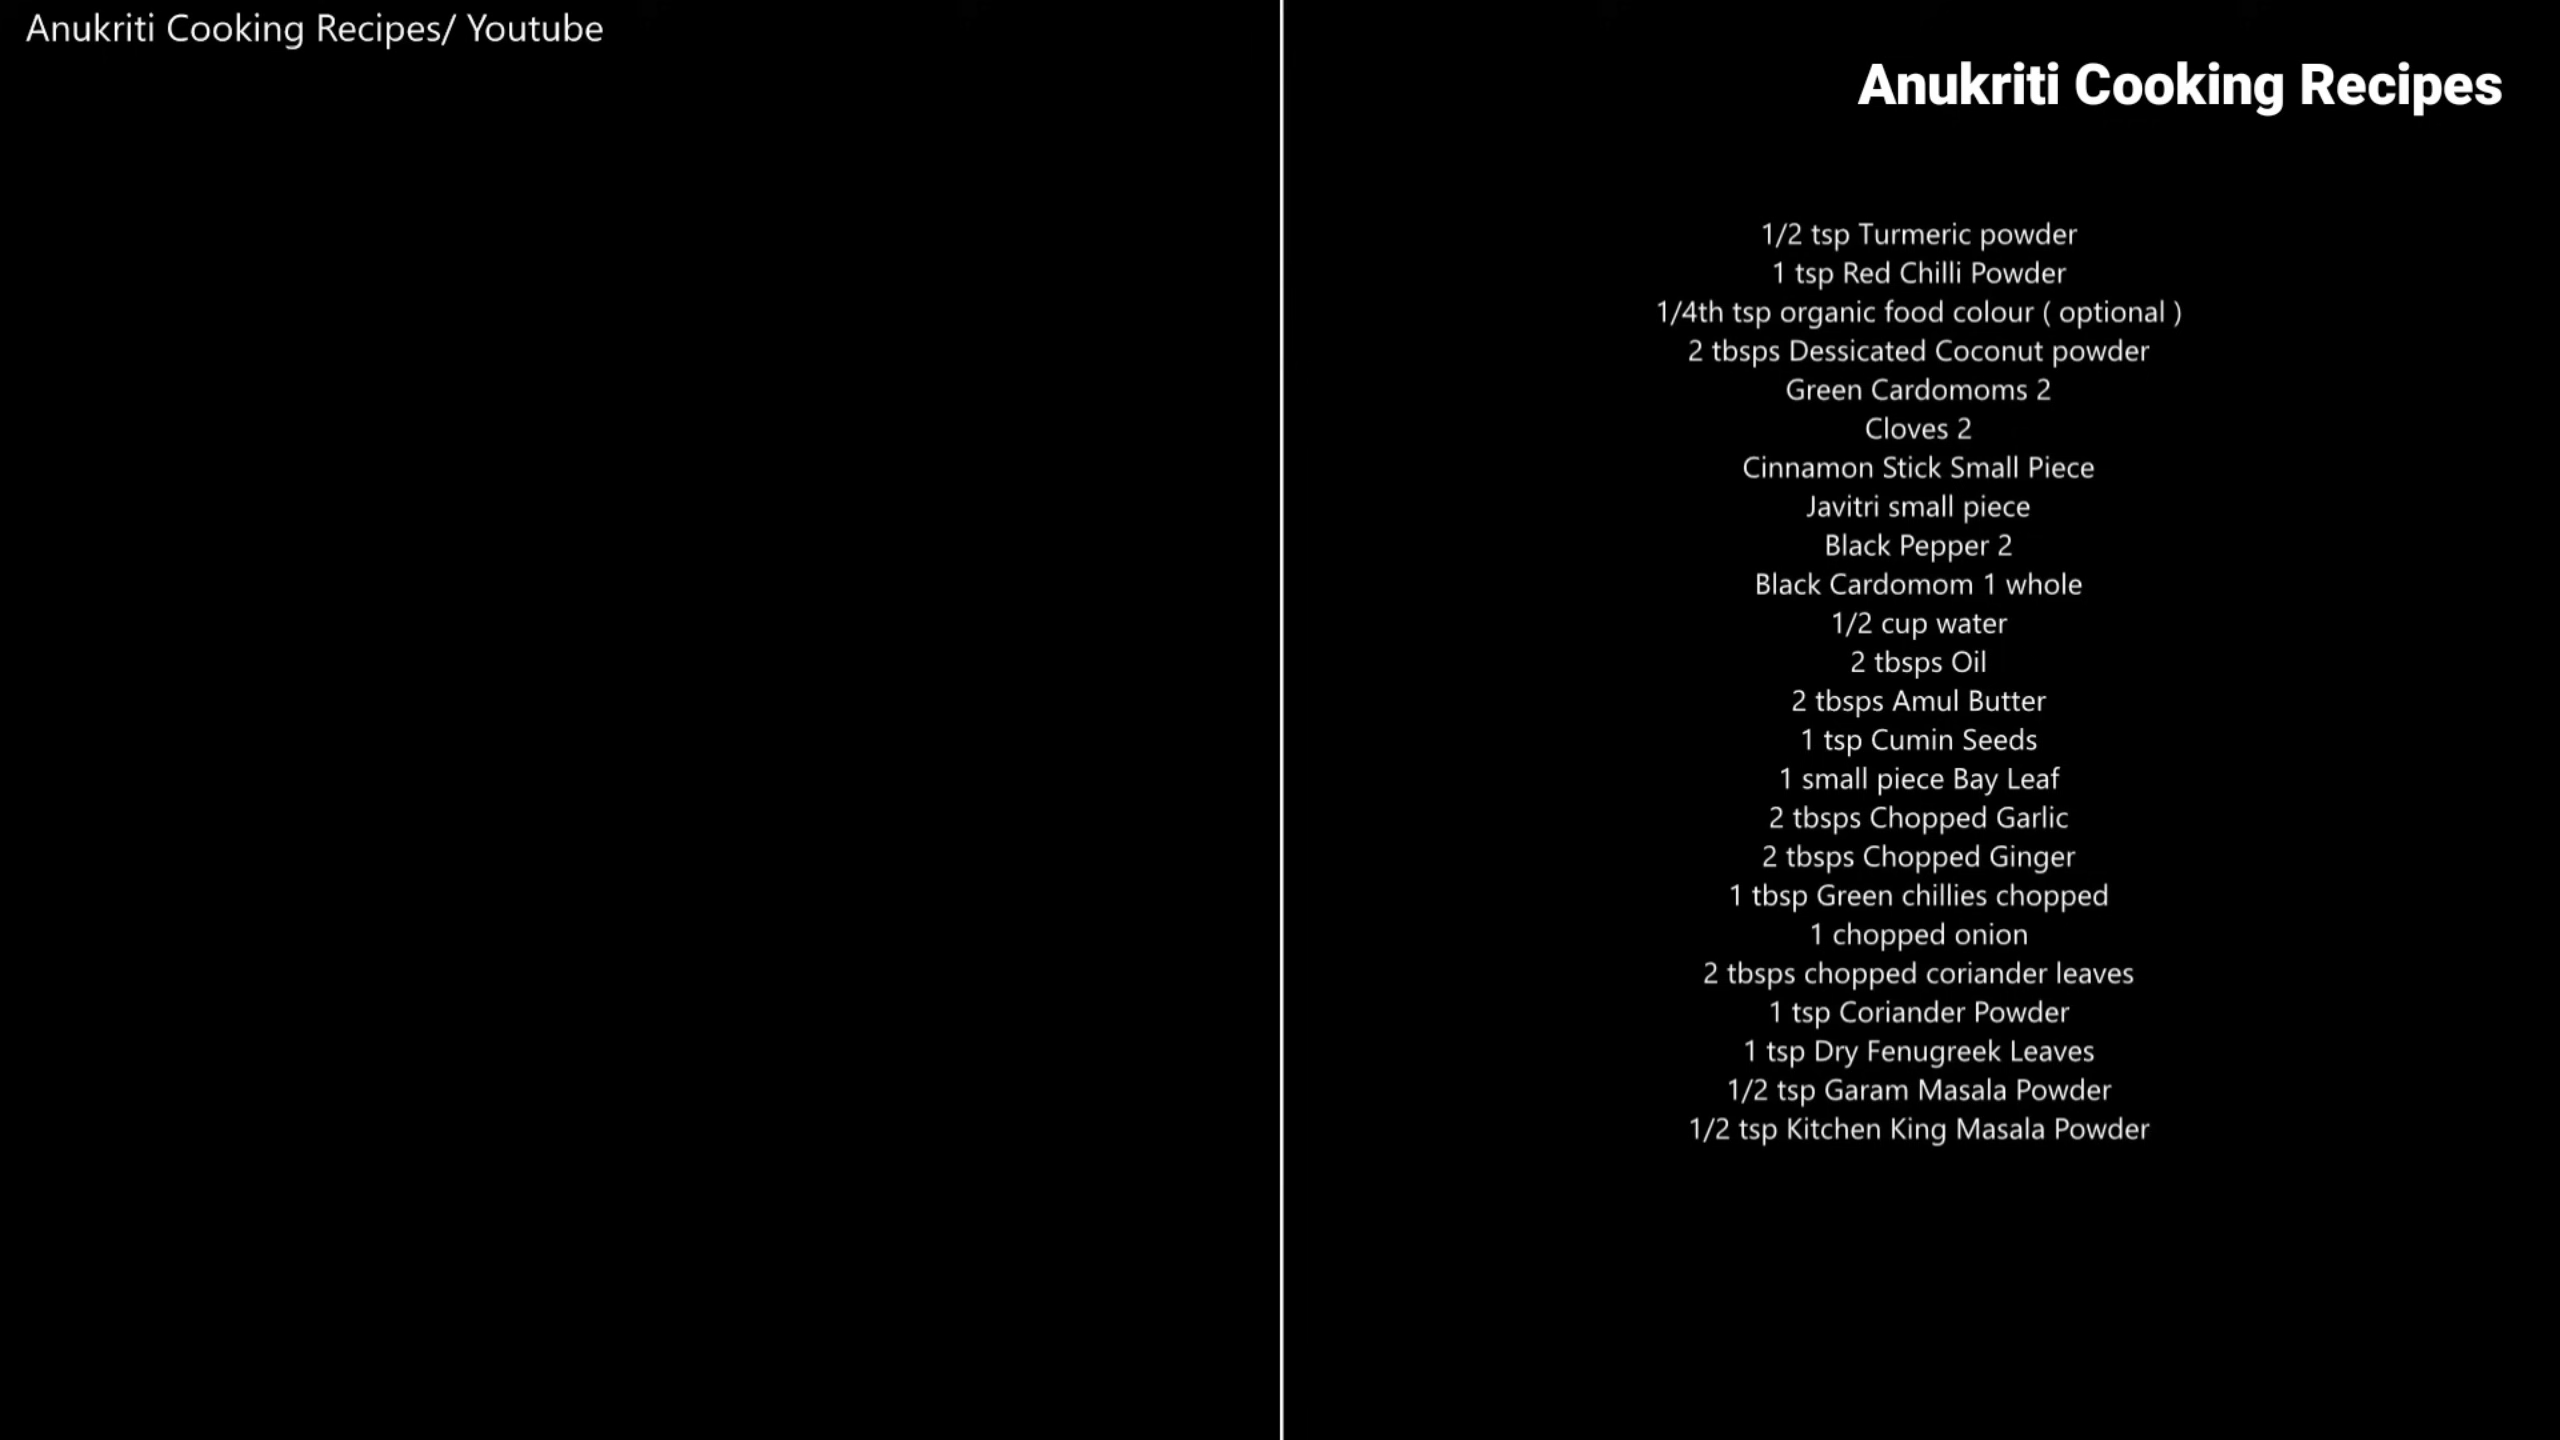 Anukriti Cooking Recipes/ Youtube
Anukriti Cooking Recipes
1/2 tsp Turmeric powder
1 tsp Red Chilli Powder
1/4th tsp organic food colour ( optional )
2 tbsps Dessicated Coconut powder
Green Cardomoms 2
Cloves 2
Cinnamon Stick Small Piece
Javitri small piece
Black Pepper 2
Black Cardomom 1 whole
1/2 cup water
2 tbsps Oil
2 tbsps Amul Butter
1 tsp Cumin Seeds
1 small piece Bay Leaf
2 tbsps Chopped Garlic
2 tbsps Chopped Ginger
1 tbsp Green chillies chopped
1 chopped onion
2 tbsps chopped coriander leaves
1 tsp Coriander Powder
1 tsp Dry Fenugreek Leaves
1/2 tsp Garam Masala Powder
1/2 tsp Kitchen King Masala Powder